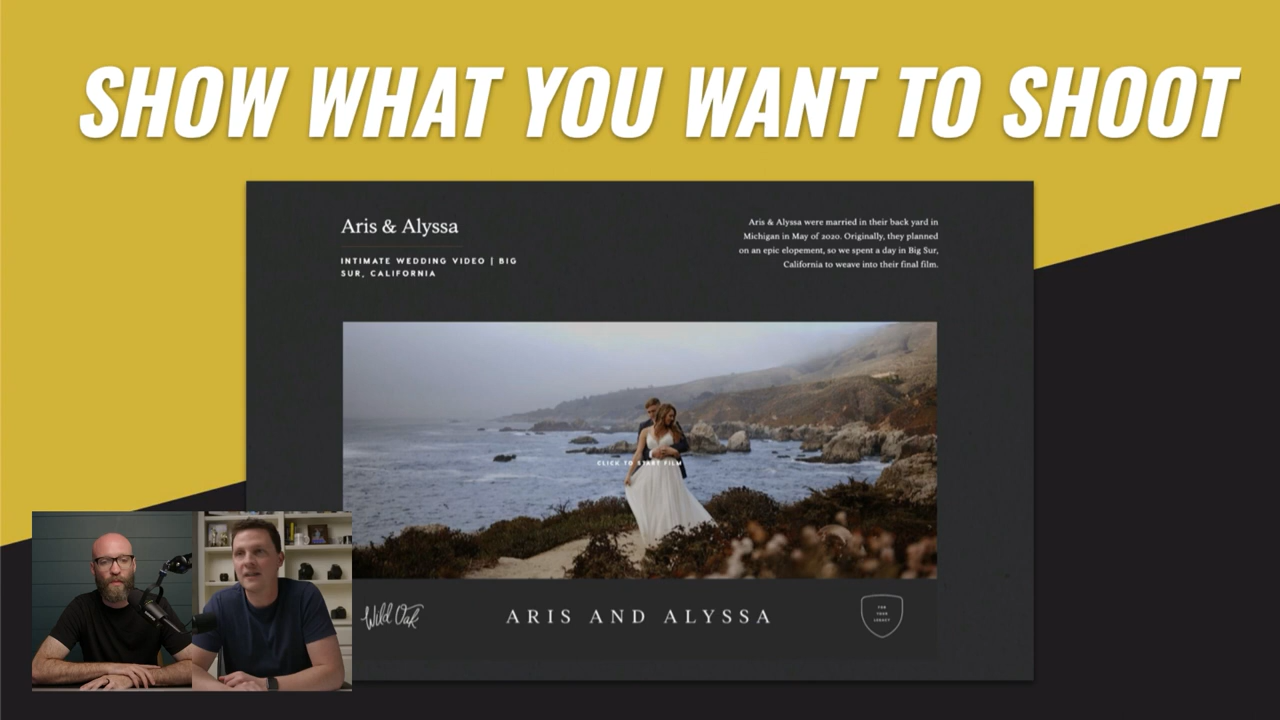 SHOW WHAT YOU WANT TO SHOOT
Aris & Alyssa
INTIMATE WEDDING VIDEO | BIG
SUR, CALIFORNIA
Aris & Alyssa were married in their back yard in
Michigan in May of 2020. Originally, they planned
on an epic elopement, so we spent a day in Big Sur,
California to weave into their final film.
CLICK TO START FILM
Wild Oak
ARIS AND ALYSSA
FOR
YOUR
LEGACY